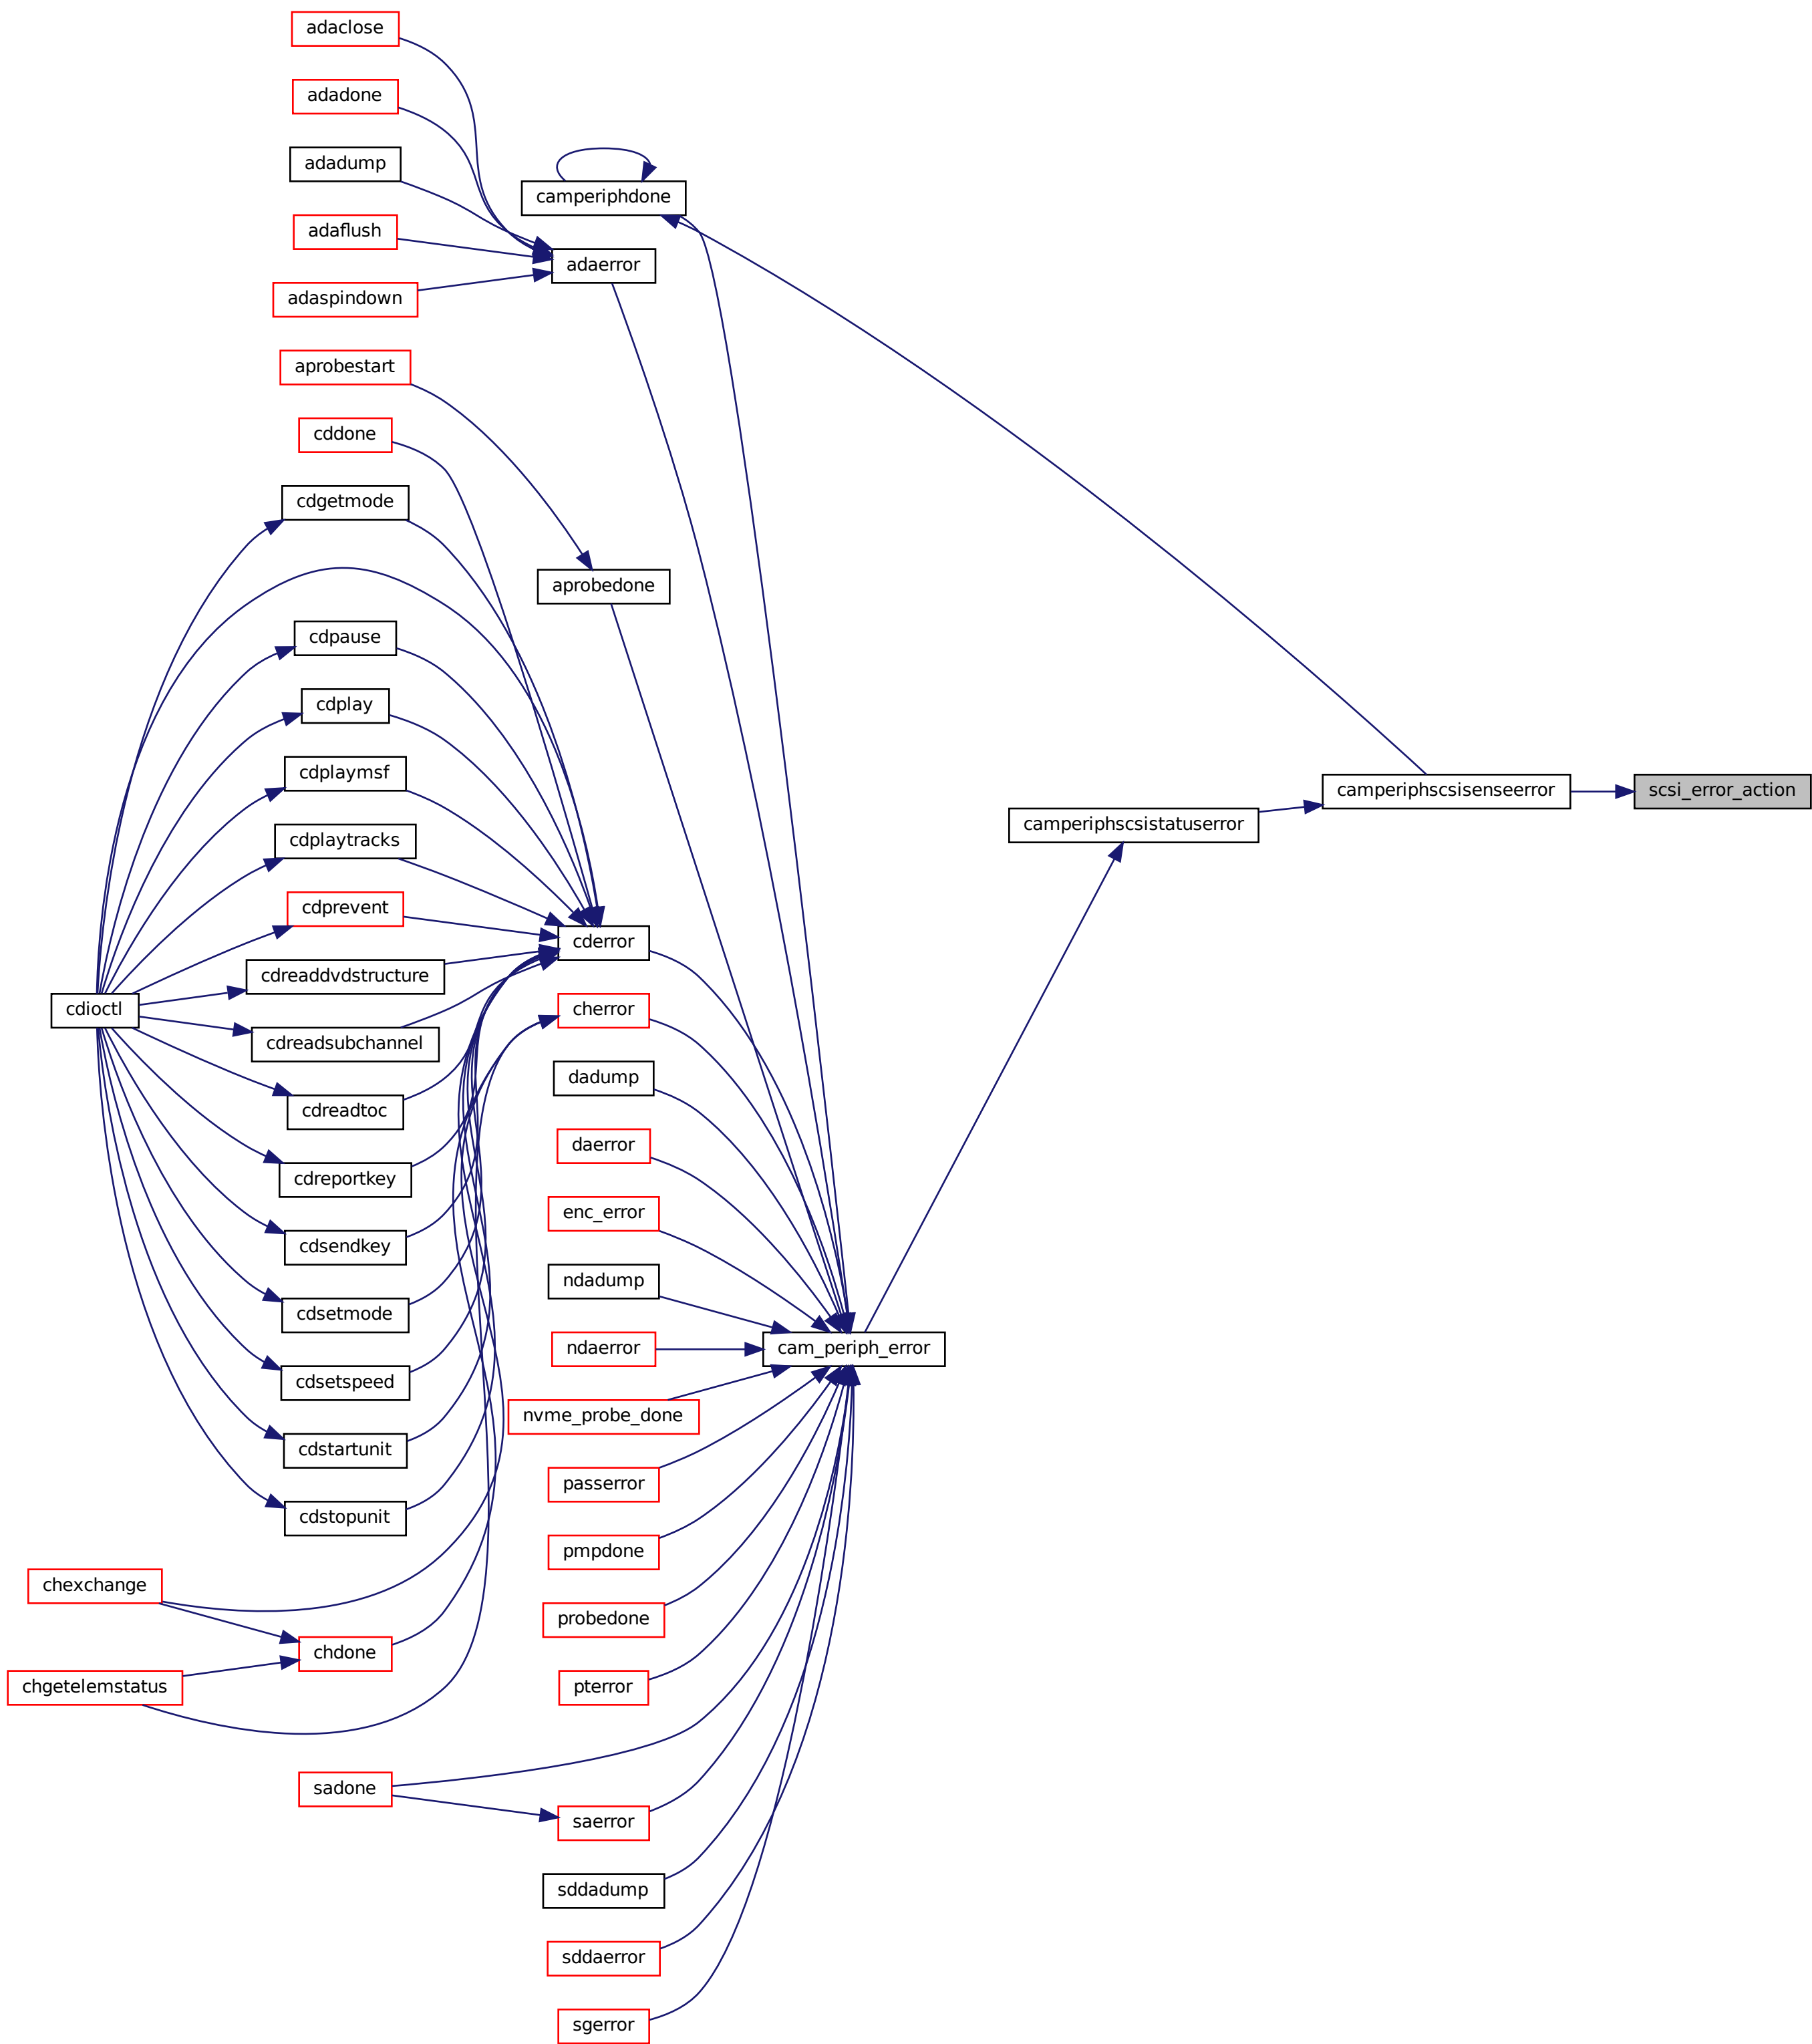 adaclose
adadone
adadump
camperiphdone
adaflush
adaerror
adaspindown
aprobestart
cddone
cdgetmode
aprobedone
cdpause
cdplay
cdplaymsf
camperiphscsisenseerror
scsi_error_action
camperiphscsistatuserror
cdplaytracks
cdprevent
cderror
cdreaddvdstructure
cdioctl
cherror
cdreadsubchannel
dadump
cdreadtoc
daerror
cdreportkey
enc_error
cdsendkey
ndadump
cdsetmode
ndaerror
cam_periph_error
cdsetspeed
nvme_probe_done
cdstartunit
passerror
cdstopunit
pmpdone
chexchange
probedone
chdone
chgetelemstatus
pterror
sadone
saerror
sddadump
sddaerror
sgerror